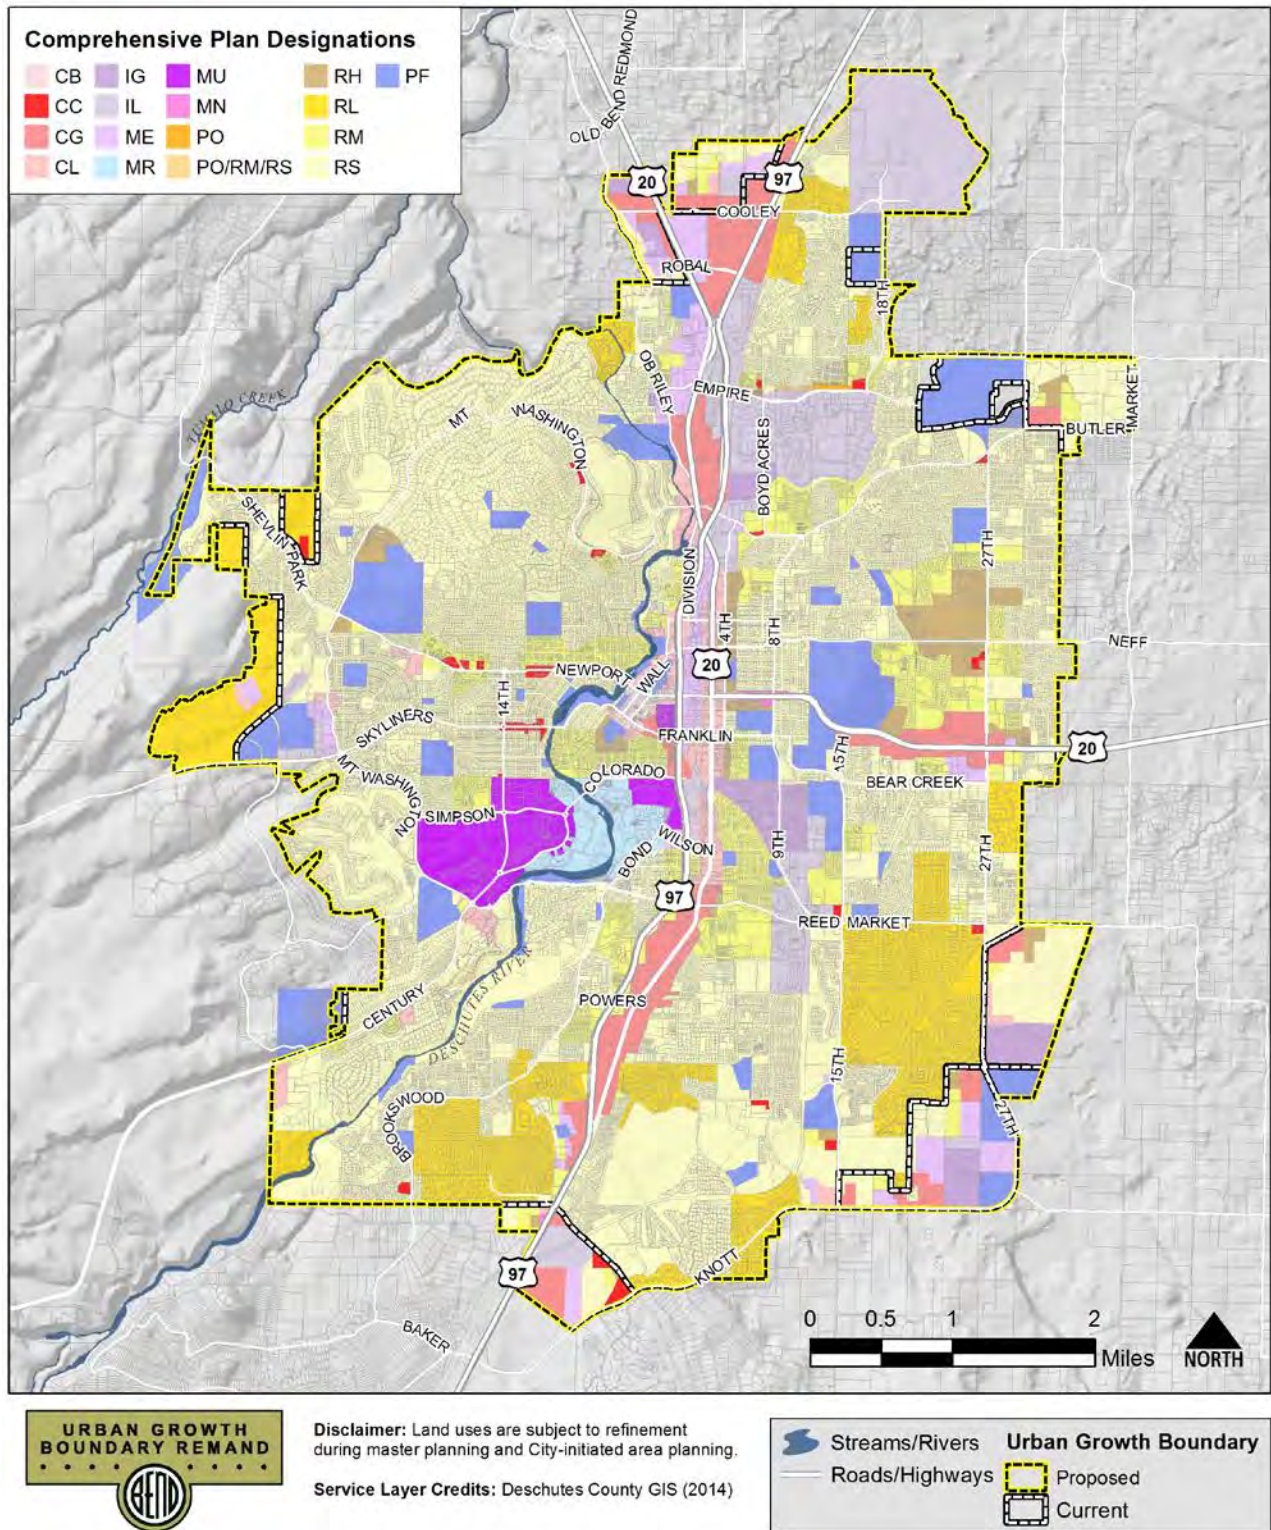 Comprehensive Plan Designations
CB IG MU RH PF
CC IL MN RL
CG ME PO RM
CL MR PO/RM/RS RS
OLD BEND REDMOND
20
97
COOLEY
ROBAL
18TH
OB RILEY
EMPIRE
MARKET
BUTLER
TUMALO CREEK
MT
WASHINGTON
BOYD ACRES
SHEVLIN PARK
27TH
DIVISION
4TH
8TH
NEFF
20
NEWPORT
WALL
14TH
SKYLINERS
FRANKLIN
15TH
20
BEAR CREEK
MT WASHINGTON
COLORADO
SIMPSON
BOND
WILSON
9TH
27TH
97
REED MARKET
DESCHUTES RIVER
CENTURY
POWERS
15TH
BROOKSWOOD
27TH
KNOTT
97
BAKER
0 0.5 1 2
Miles
NORTH
URBAN GROWTH
BOUNDARY REMAND
BEND
Disclaimer: Land uses are subject to refinement
during master planning and City-initiated area planning.
Service Layer Credits: Deschutes County GIS (2014)
Streams/Rivers
Roads/Highways
Urban Growth Boundary
Proposed
Current